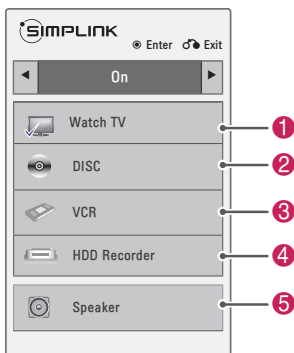 SIMPLINK
Enter Exit
On
Watch TV 1
DISC 2
VCR 3
HDD Recorder 4
Speaker 5